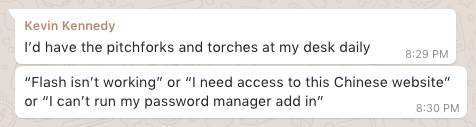 Kevin Kennedy
I’d have the pitchforks and torches at my desk daily
8:29 PM
“Flash isn’t working” or “I need access to this Chinese website”
or “I can’t run my password manager add in”
8:30 PM